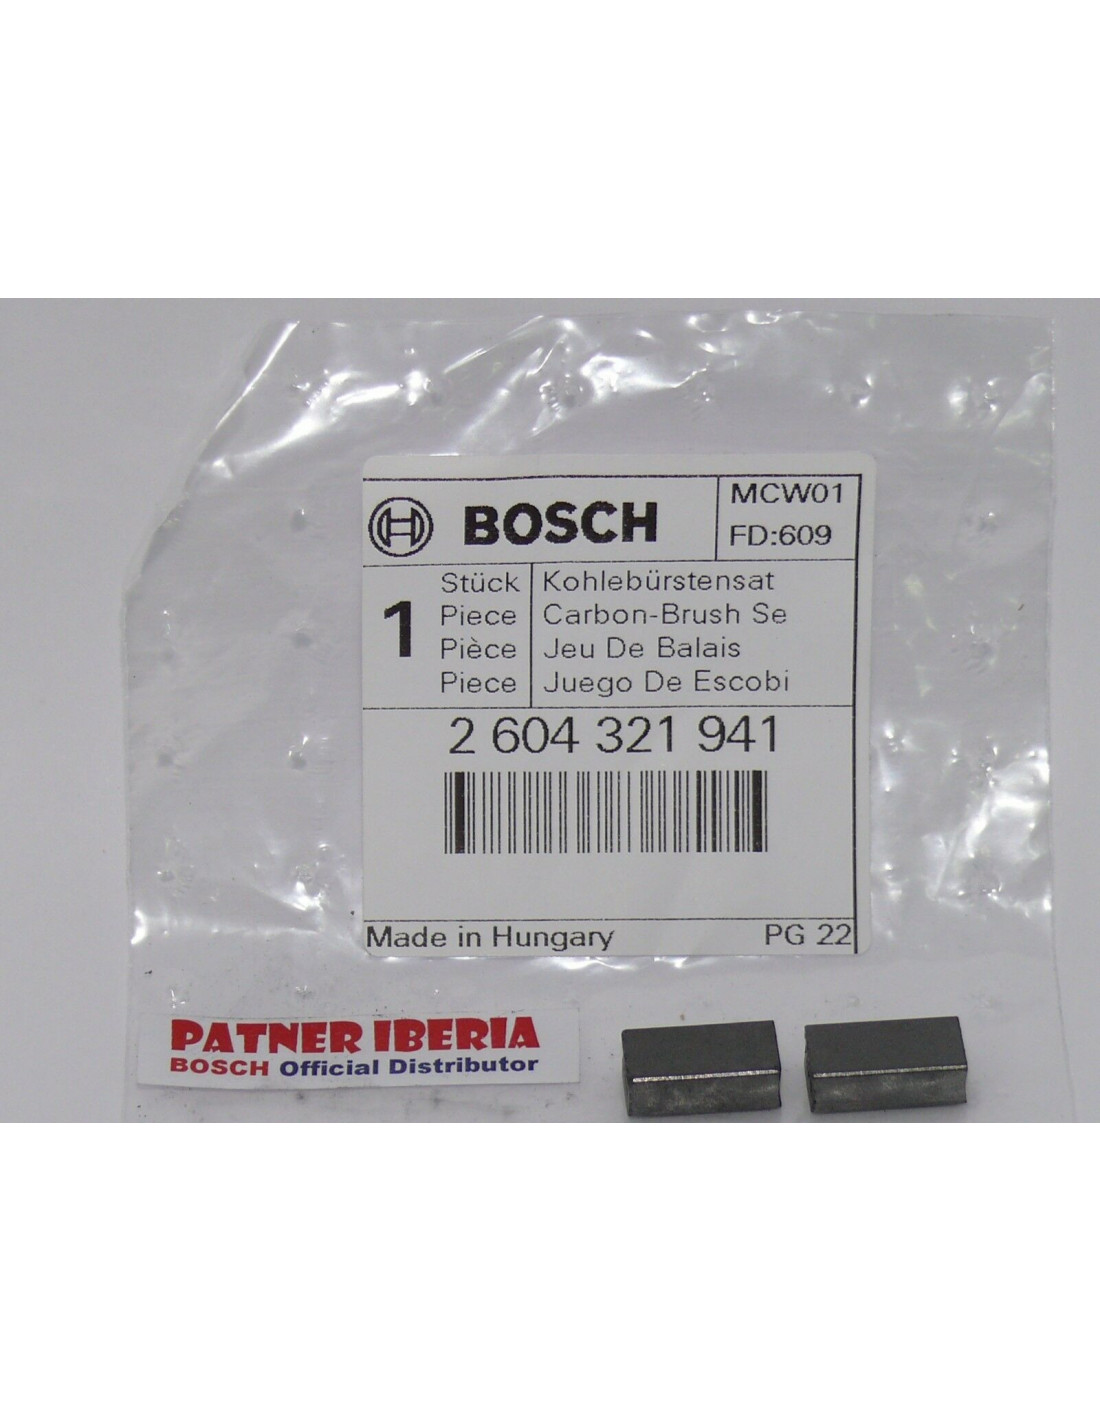 BOSCH
MCW01
FD:609
1
Stück
Piece
Pièce
Piece
Kohlebürstensat
Carbon-Brush Se
Jeu De Balais
Juego De Escobi
2 604 321 941
Made in Hungary
PG 22
PATNER IBERIA
BOSCH Official Distributor